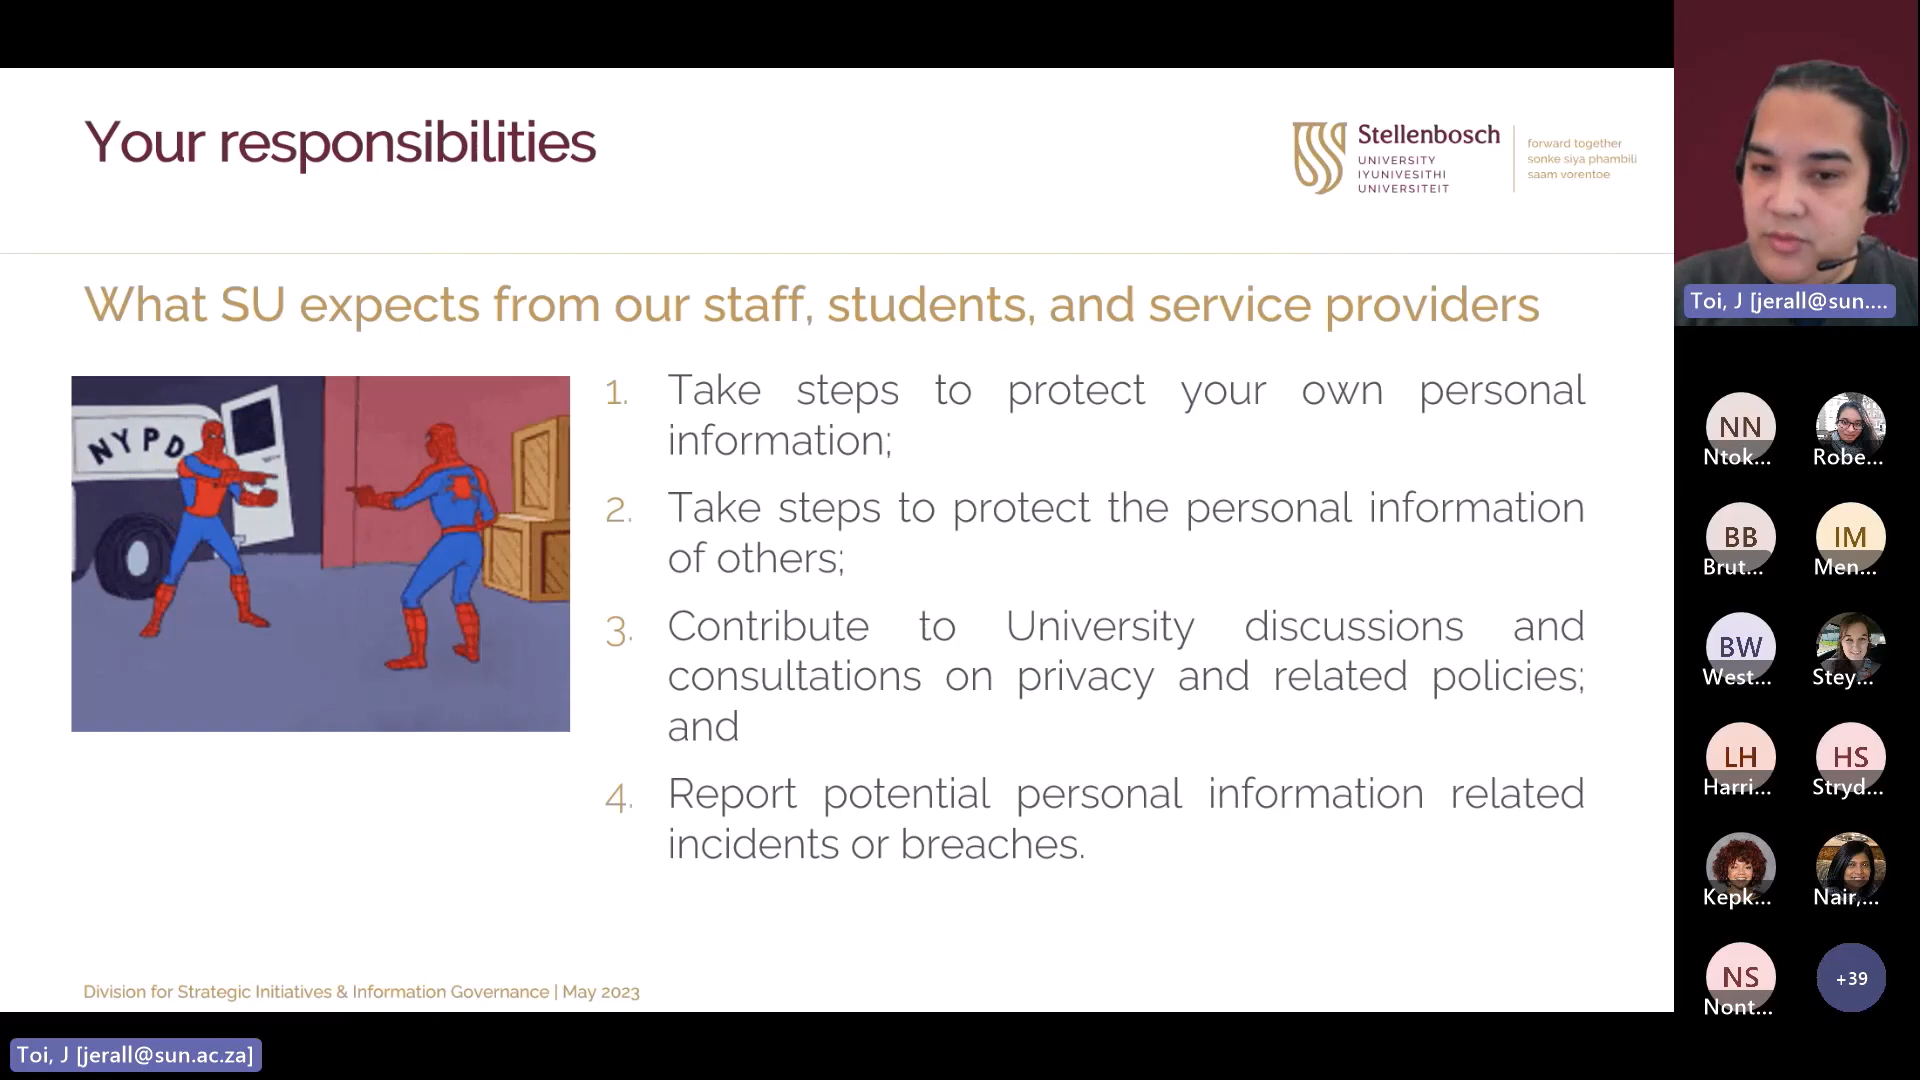 Your responsibilities
Stellenbosch
UNIVERSITY
IYUNIVESITHI
UNIVERSITEIT
forward together
sonke siya phambili
saam vorentoe
What SU expects from our staff, students, and service providers
NYPD
1. Take steps to protect your own personal
information;
2. Take steps to protect the personal information
of others;
3. Contribute to University discussions and
consultations on privacy and related policies;
and
4. Report potential personal information related
incidents or breaches.
Division for Strategic Initiatives & Information Governance | May 2023
Toi, J [jerall@sun.ac.za]
Toi, J [jerall@sun....
NN
Ntok...
Robe...
BB
Brut...
IM
Men...
BW
West...
Stey...
LH
Harri...
HS
Stryd...
Kepk...
Nair,...
NS
Nont...
+39